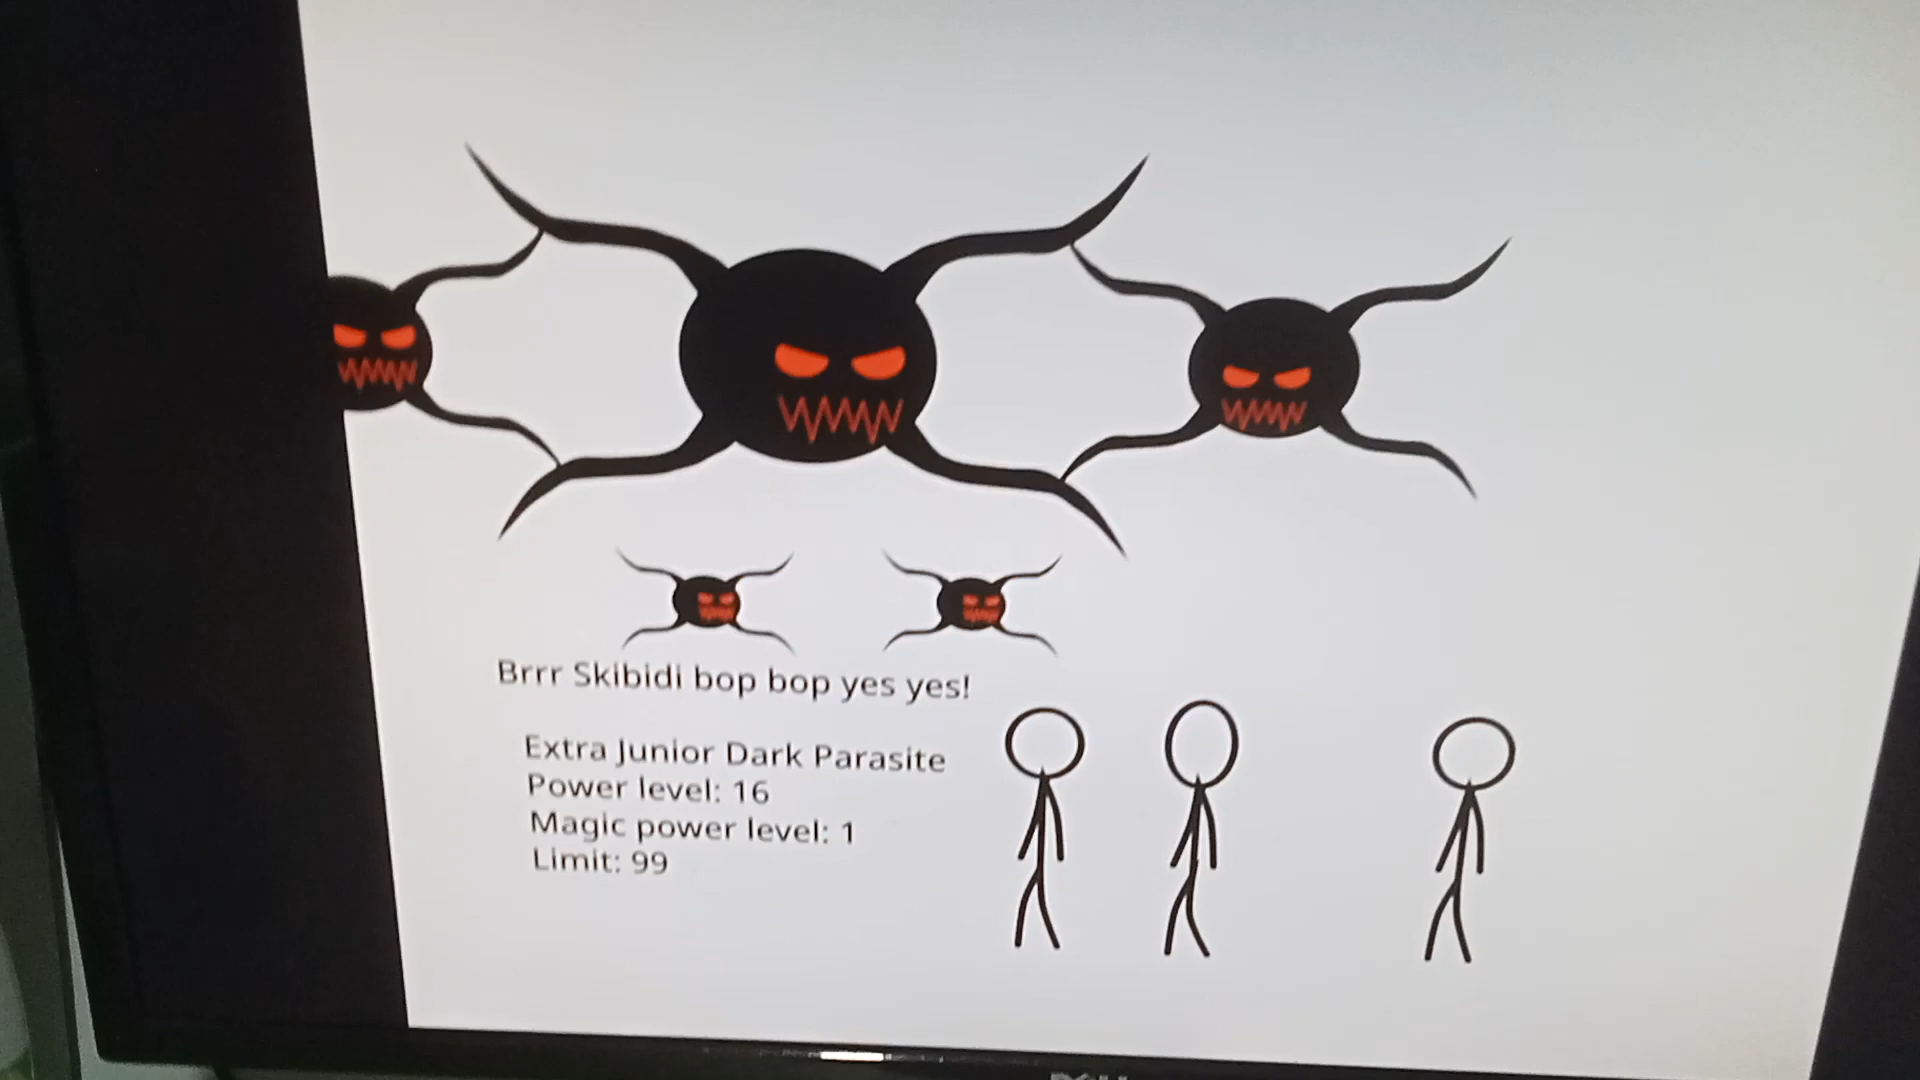 Brrr Skibidi bop bop yes yes!
Extra Junior Dark Parasite
Power level: 16
Magic power level: 1
Limit: 99